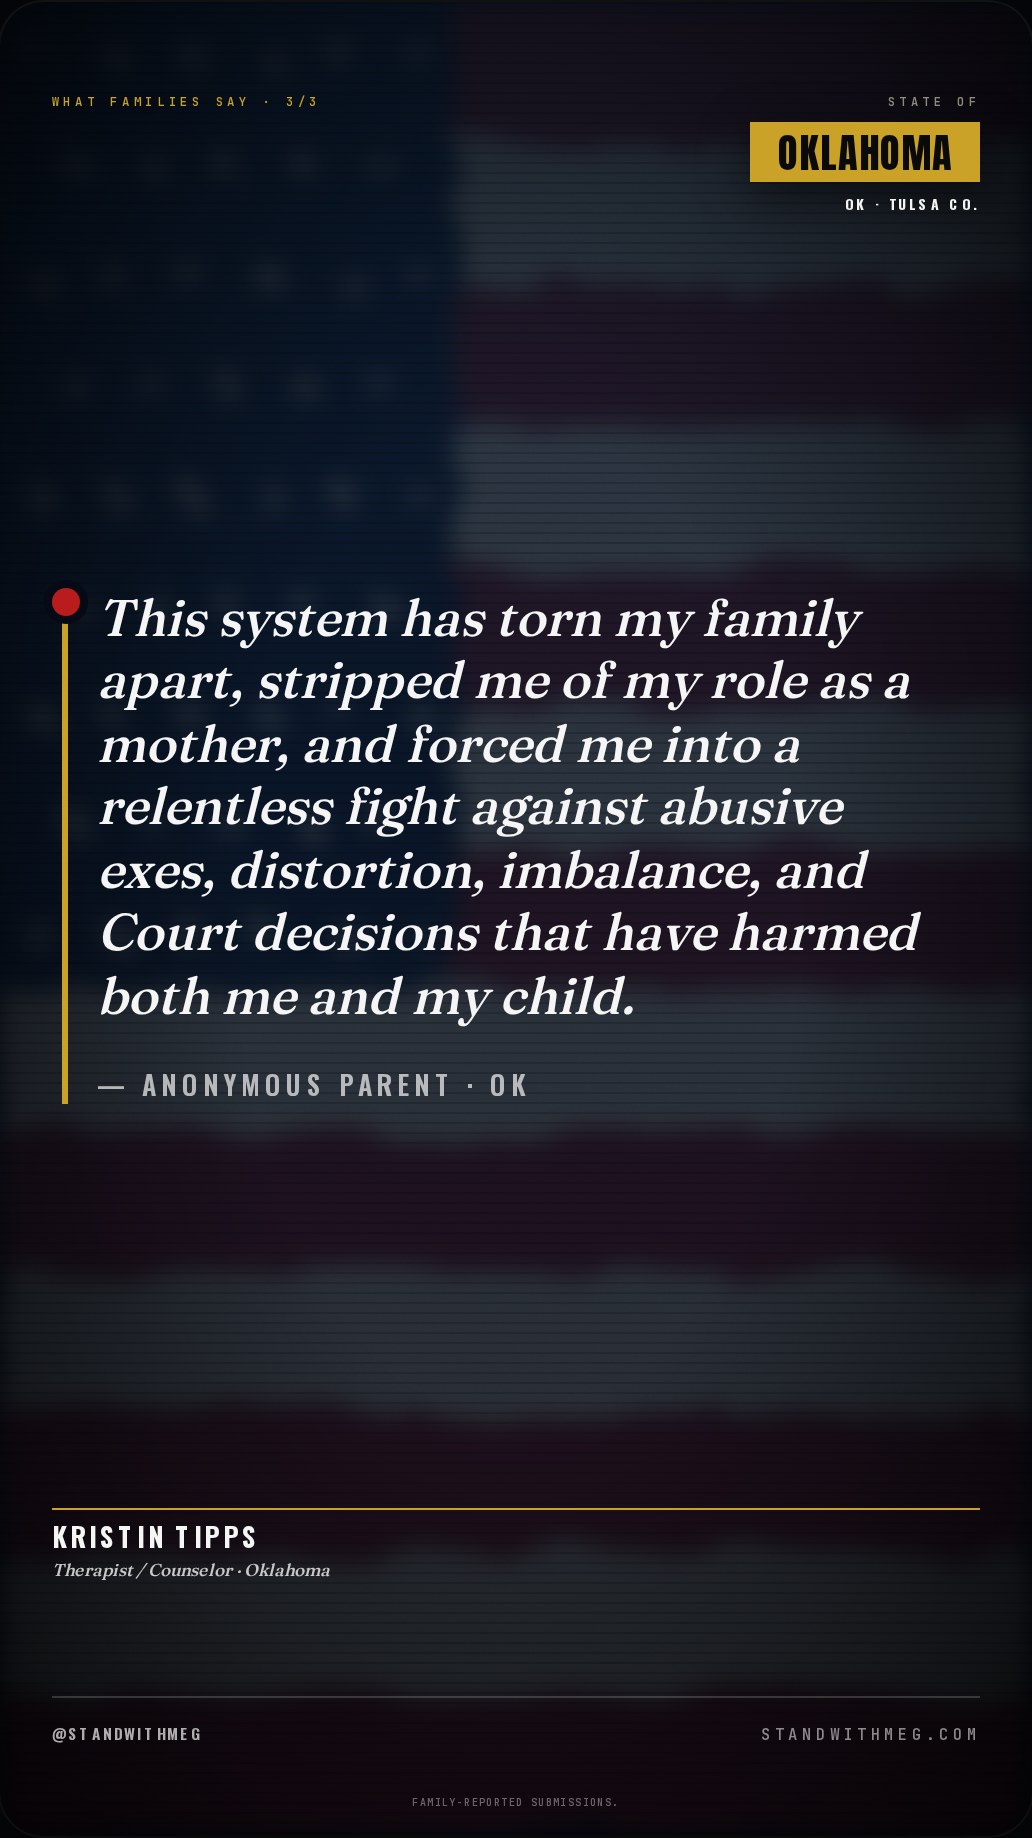 WHAT FAMILIES SAY · 3/3
STATE OF
OKLAHOMA
OK · TULSA CO.
This system has torn my family
apart, stripped me of my role as a
mother, and forced me into a
relentless fight against abusive
exes, distortion, imbalance, and
Court decisions that have harmed
both me and my child.
— ANONYMOUS PARENT · OK
KRISTIN TIPPS
Therapist / Counselor · Oklahoma
@STANDWITHMEG
STANDWITHMEG.COM
FAMILY-REPORTED SUBMISSIONS.